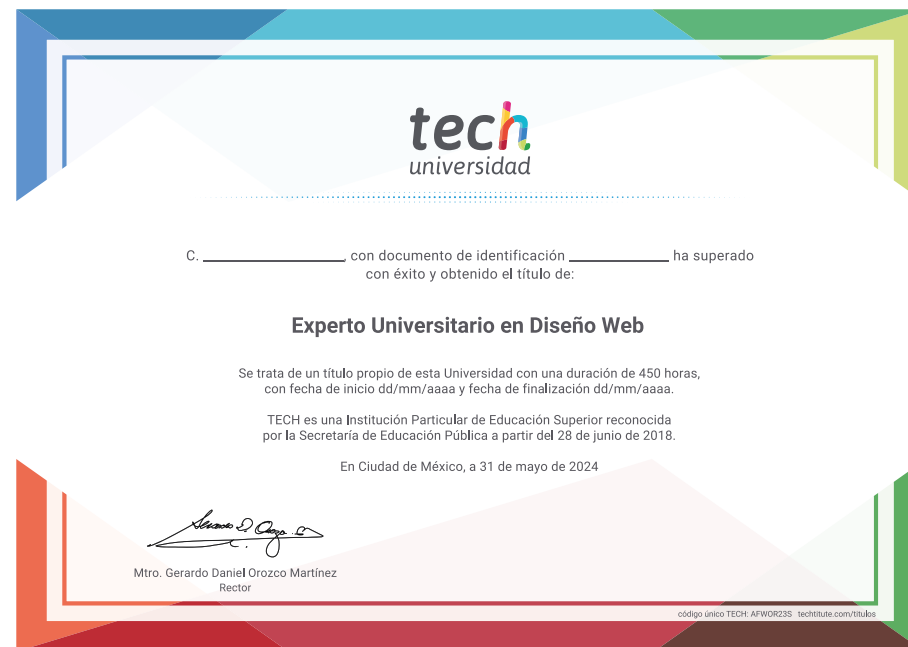 tech
universidad
C. ____________, con documento de identificación ____________ ha superado
con éxito y obtenido el título de:
Experto Universitario en Diseño Web
Se trata de un título propio de esta Universidad con una duración de 450 horas,
con fecha de inicio dd/mm/aaaa y fecha de finalización dd/mm/aaaa.
TECH es una Institución Particular de Educación Superior reconocida
por la Secretaría de Educación Pública a partir del 28 de junio de 2018.
En Ciudad de México, a 31 de mayo de 2024
Mtro. Gerardo Daniel Orozco Martínez
Rector
código único TECH: AFWOR23S techtitute.com/titulos